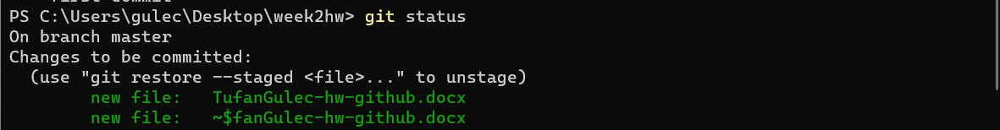 PS C:\Users\gulec\Desktop\week2hw> git status
On branch master
Changes to be committed:
  (use "git restore --staged <file>..." to unstage)
        new file:   TufanGulec-hw-github.docx
        new file:   ~$fanGulec-hw-github.docx